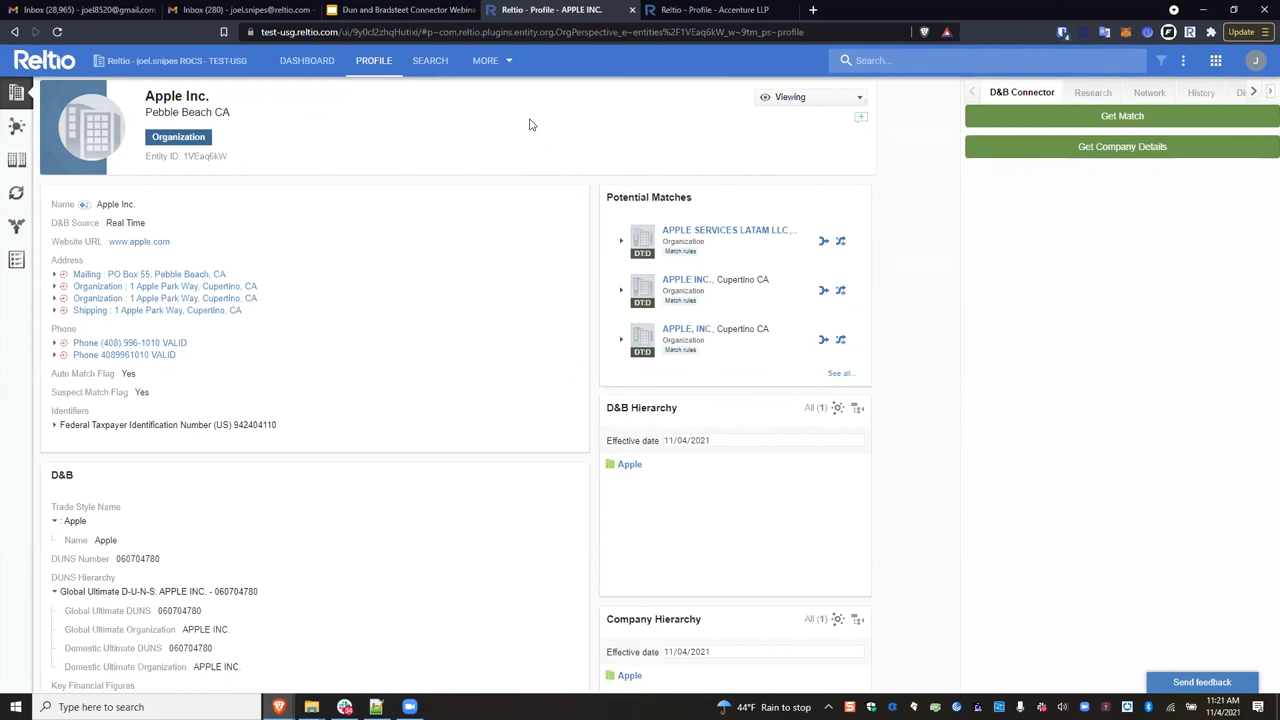 Inbox (28,965) - joel8520@gmail.com
Inbox (280) - joel.snipes@reltio.com
Dun and Bradsteet Connector Webina
Reltio - Profile - APPLE INC.
Reltio - Profile - Accenture LLP
test-usg.reltio.com/ui/9y0cl2zhqHutixi/#p~com.reltio.plugins.entity.org.OrgPerspective_e~entities%2F1VEaq6kW_w~9tm_ps~profile
Update
Reltio
Reltio - joel.snipes ROCS - TEST-USG
DASHBOARD
PROFILE
SEARCH
MORE
Search...
J
Apple Inc.
Pebble Beach CA
Organization
Entity ID: 1VEaq6kW
Viewing
Name Apple Inc.
D&B Source Real Time
Website URL www.apple.com
Address
Mailing : PO Box 55, Pebble Beach, CA
Organization : 1 Apple Park Way, Cupertino, CA
Organization : 1 Apple Park Way, Cupertino, CA
Shipping : 1 Apple Park Way, Cupertino, CA
Phone
Phone (408) 996-1010 VALID
Phone 4089961010 VALID
Auto Match Flag Yes
Suspect Match Flag Yes
Identifiers
Federal Taxpayer Identification Number (US) 942404110
D&B
Trade Style Name
: Apple
Name Apple
DUNS Number 060704780
DUNS Hierarchy
Global Ultimate D-U-N-S: APPLE INC. - 060704780
Global Ultimate DUNS 060704780
Global Ultimate Organization APPLE INC.
Domestic Ultimate DUNS 060704780
Domestic Ultimate Organization APPLE INC.
Key Financial Figures
Potential Matches
APPLE SERVICES LATAM LLC ,...
Organization
Match rules
DT:D
APPLE INC., Cupertino CA
Organization
Match rules
DT:D
APPLE, INC, Cupertino CA
Organization
Match rules
DT:D
See all...
D&B Hierarchy
All (1)
Effective date 11/04/2021
Apple
Company Hierarchy
All (1)
Effective date 11/04/2021
Apple
D&B Connector
Research
Network
History
Di
Get Match
Get Company Details
Send feedback
Type here to search
44°F Rain to stop
11:21 AM
11/4/2021